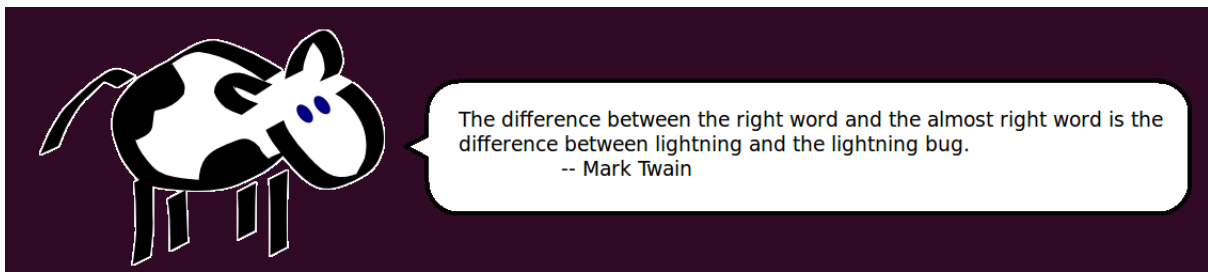 The difference between the right word and the almost right word is the
difference between lightning and the lightning bug.
-- Mark Twain